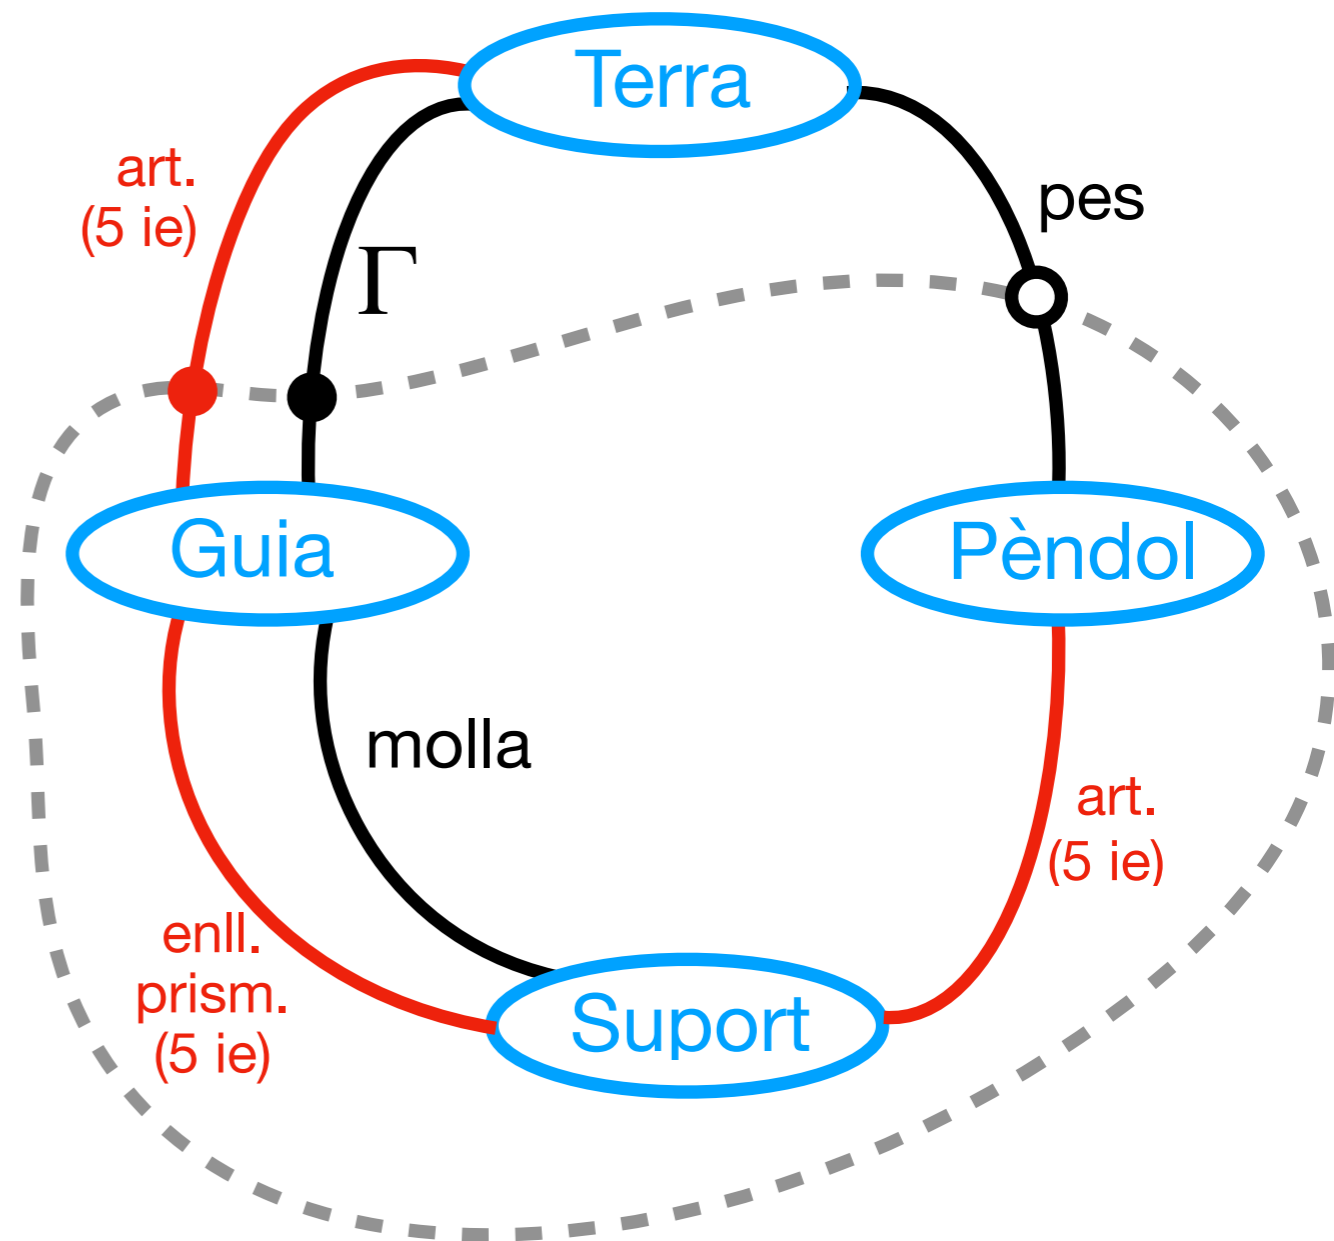 Terra
art.
(5 ie)
Γ
pes
Guia
Pèndol
molla
art.
(5 ie)
enll.
prism.
(5 ie)
Suport